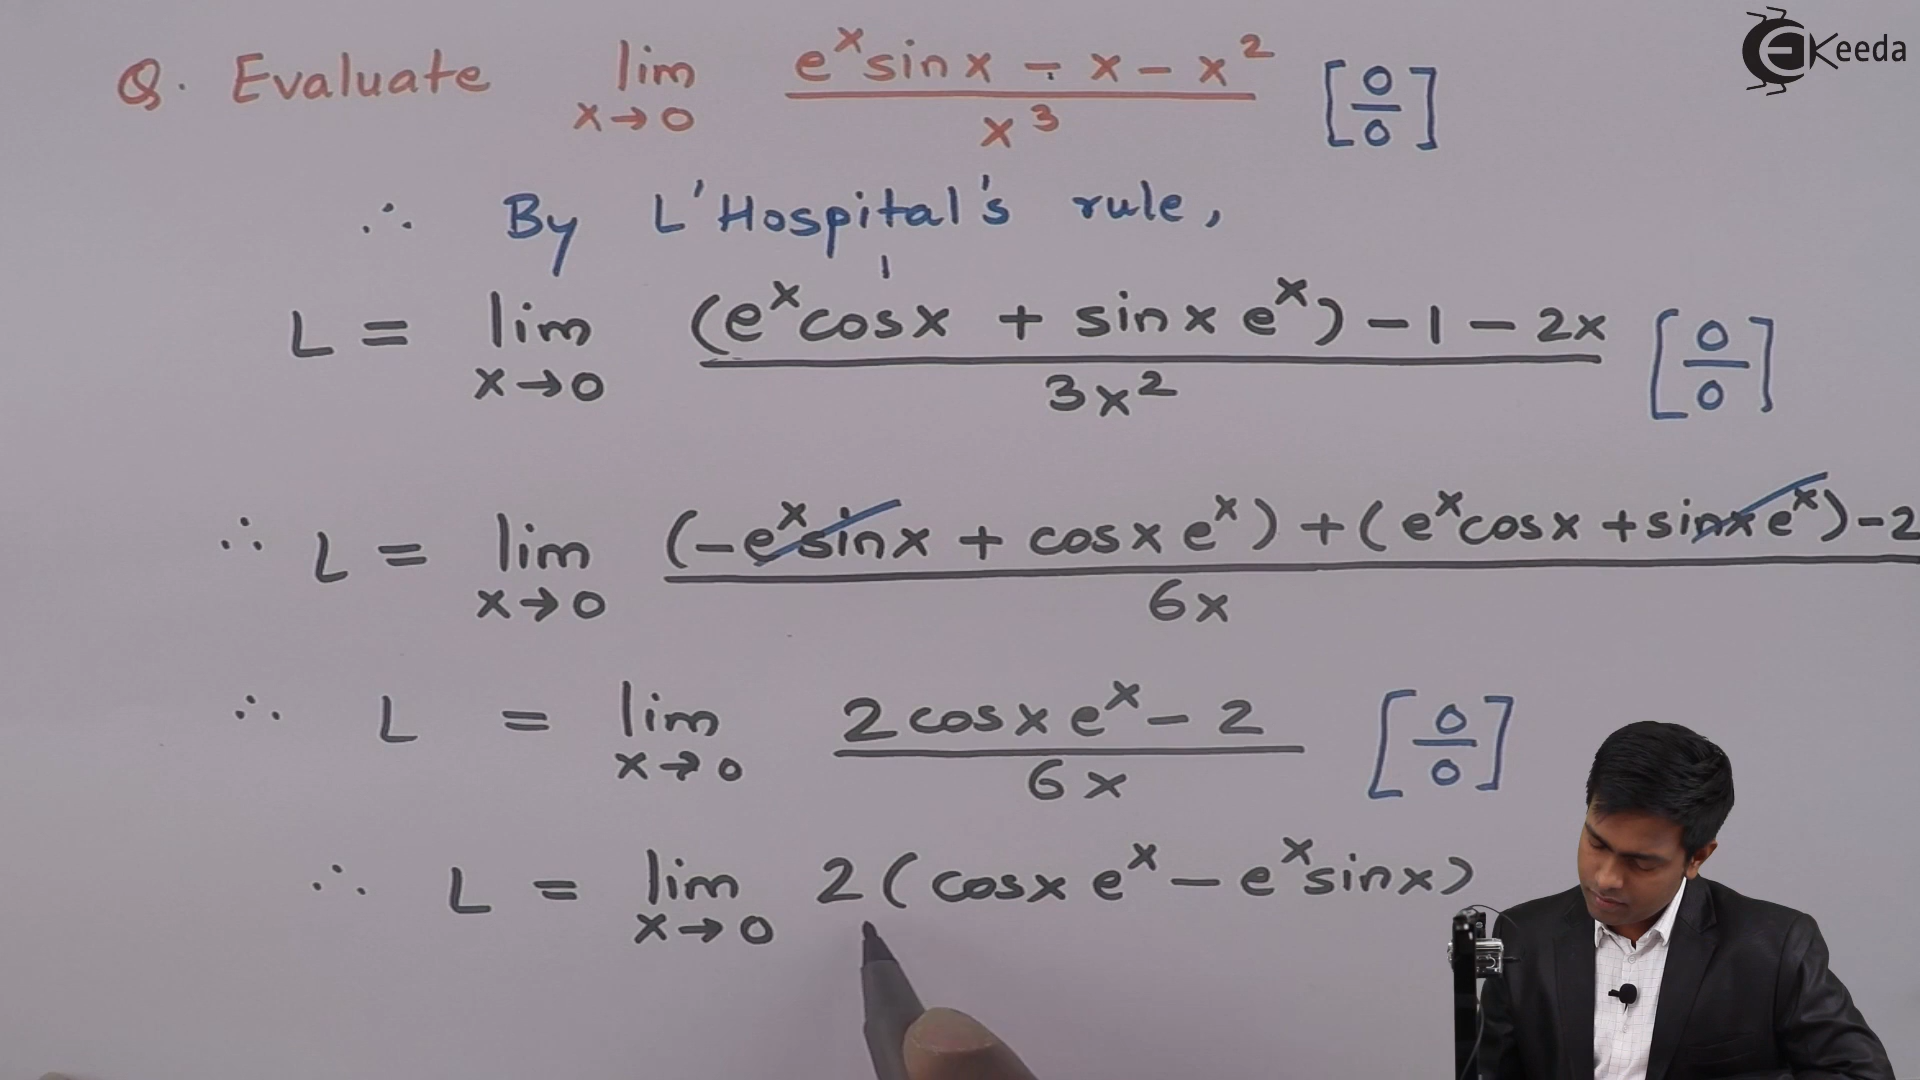 Keeda
Q. Evaluate lim x→0 (e^x sin x - x - x^2) / x^3 [0/0]
∴ By L'Hospital's rule,
L = lim x→0 ((e^x cos x + sin x e^x) - 1 - 2x) / 3x^2 [0/0]
∴ L = lim x→0 ((-e^x sin x + cos x e^x) + (e^x cos x + sin x e^x) - 2) / 6x
∴ L = lim x→0 (2 cos x e^x - 2) / 6x [0/0]
∴ L = lim x→0 2(cos x e^x - e^x sin x)